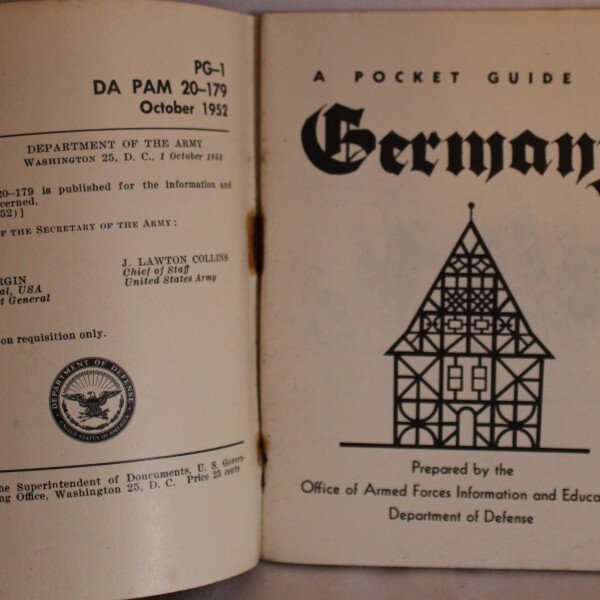 PG–1
DA PAM 20–179
October 1952
DEPARTMENT OF THE ARMY
WASHINGTON 25, D. C., 1 October 1952
20–179 is published for the information and
cerned.
52)]
OF THE SECRETARY OF THE ARMY:
J. LAWTON COLLINS
Chief of Staff
United States Army
RGIN
al, USA
t General
on requisition only.
DEPARTMENT OF DEFENSE
UNITED STATES OF AMERICA
he Superintendent of Doucuments, U. S. Govern-
ing Office, Washington 25, D. C. Price 25 cents
A POCKET GUIDE
Germany
Prepared by the
Office of Armed Forces Information and Educa
Department of Defense